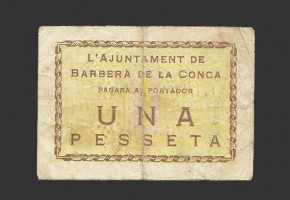 L'AJUNTAMENT DE
BARBERÀ DE LA CONCA
PAGARÀ AL PORTADOR
UNA
PESSETA